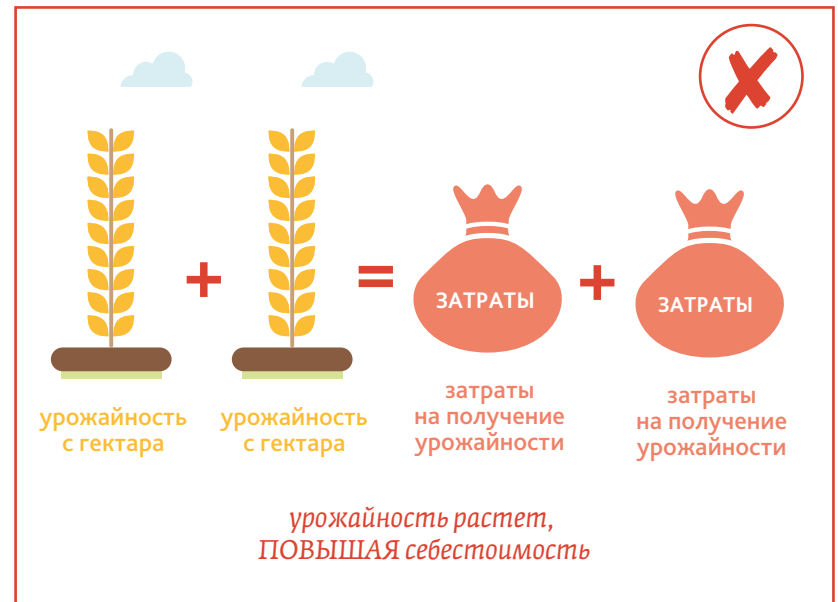 ЗАТРАТЫ
ЗАТРАТЫ
урожайность
с гектара
урожайность
с гектара
затраты
на получение
урожайности
затраты
на получение
урожайности
урожайность растет,
ПОВЫШАЯ себестоимость